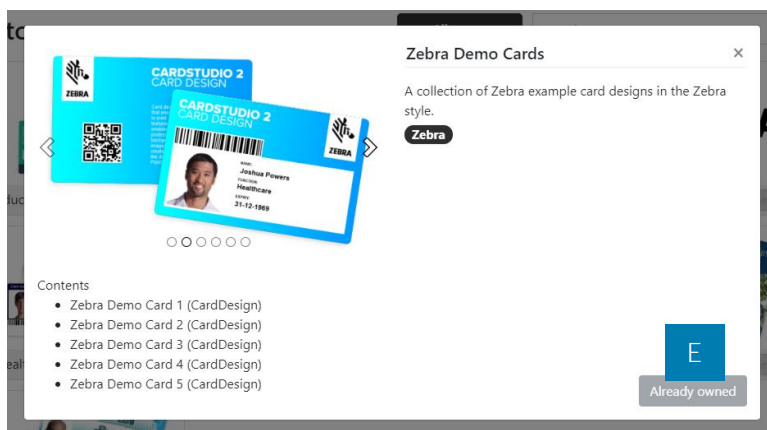 Zebra Demo Cards ×
A collection of Zebra example card designs in the Zebra
style.
Zebra
ZEBRA
CARDSTUDIO 2
CARD DESIGN
CARDSTUDIO 2
CARD DESIGN
ZEBRA
NAME:
Joshua Powers
FUNCTION:
Healthcare
EXPIRY:
31-12-1969
Contents
• Zebra Demo Card 1 (CardDesign)
• Zebra Demo Card 2 (CardDesign)
• Zebra Demo Card 3 (CardDesign)
• Zebra Demo Card 4 (CardDesign)
• Zebra Demo Card 5 (CardDesign)
E
Already owned